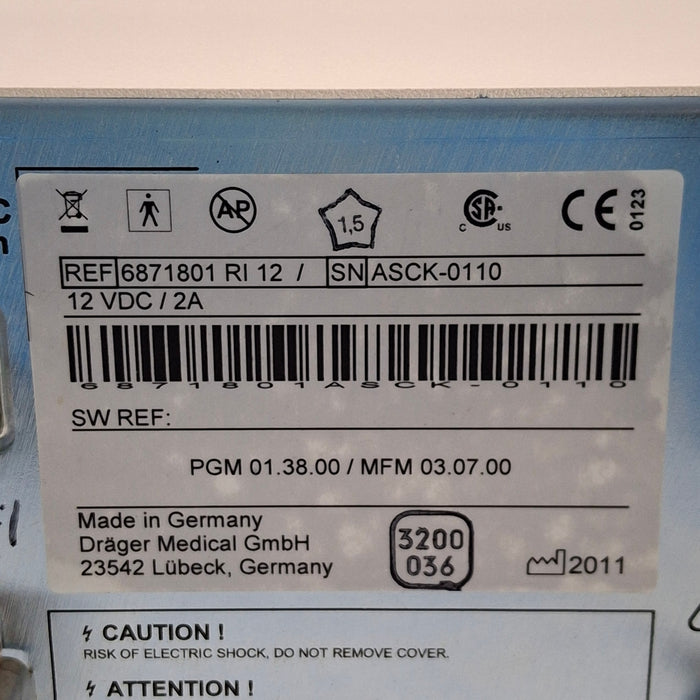 AP 1,5 C SA US CE 0123
REF 6871801 RI 12 / SN ASCK-0110
12 VDC / 2A
6871801ASCK-0110
SW REF:
PGM 01.38.00 / MFM 03.07.00
Made in Germany
Dräger Medical GmbH
23542 Lübeck, Germany
3200
036
2011
CAUTION !
RISK OF ELECTRIC SHOCK, DO NOT REMOVE COVER.
ATTENTION !